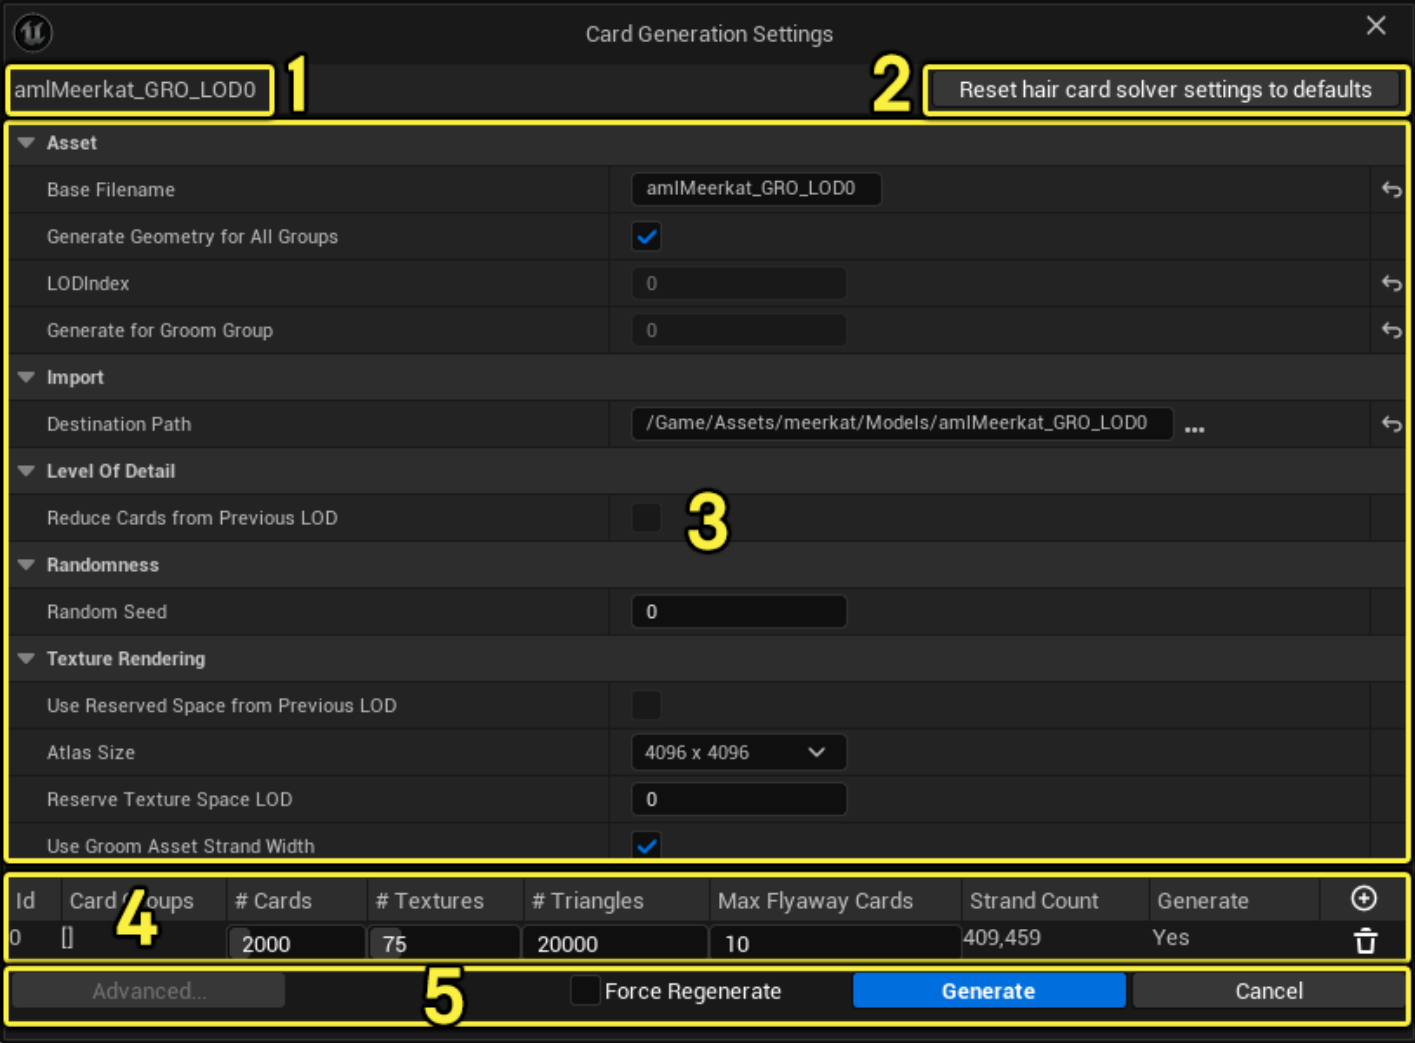 Card Generation Settings
amlMeerkat_GRO_LOD0 1 2 Reset hair card solver settings to defaults
Asset
Base Filename amlMeerkat_GRO_LOD0
Generate Geometry for All Groups
LODIndex 0
Generate for Groom Group 0
Import
Destination Path /Game/Assets/meerkat/Models/amlMeerkat_GRO_LOD0 ...
Level Of Detail
Reduce Cards from Previous LOD 3
Randomness
Random Seed 0
Texture Rendering
Use Reserved Space from Previous LOD
Atlas Size 4096 x 4096
Reserve Texture Space LOD 0
Use Groom Asset Strand Width
Id Card Groups # Cards # Textures # Triangles Max Flyaway Cards Strand Count Generate
4
0 [] 2000 75 20000 10 409,459 Yes
Advanced... 5 Force Regenerate Generate Cancel